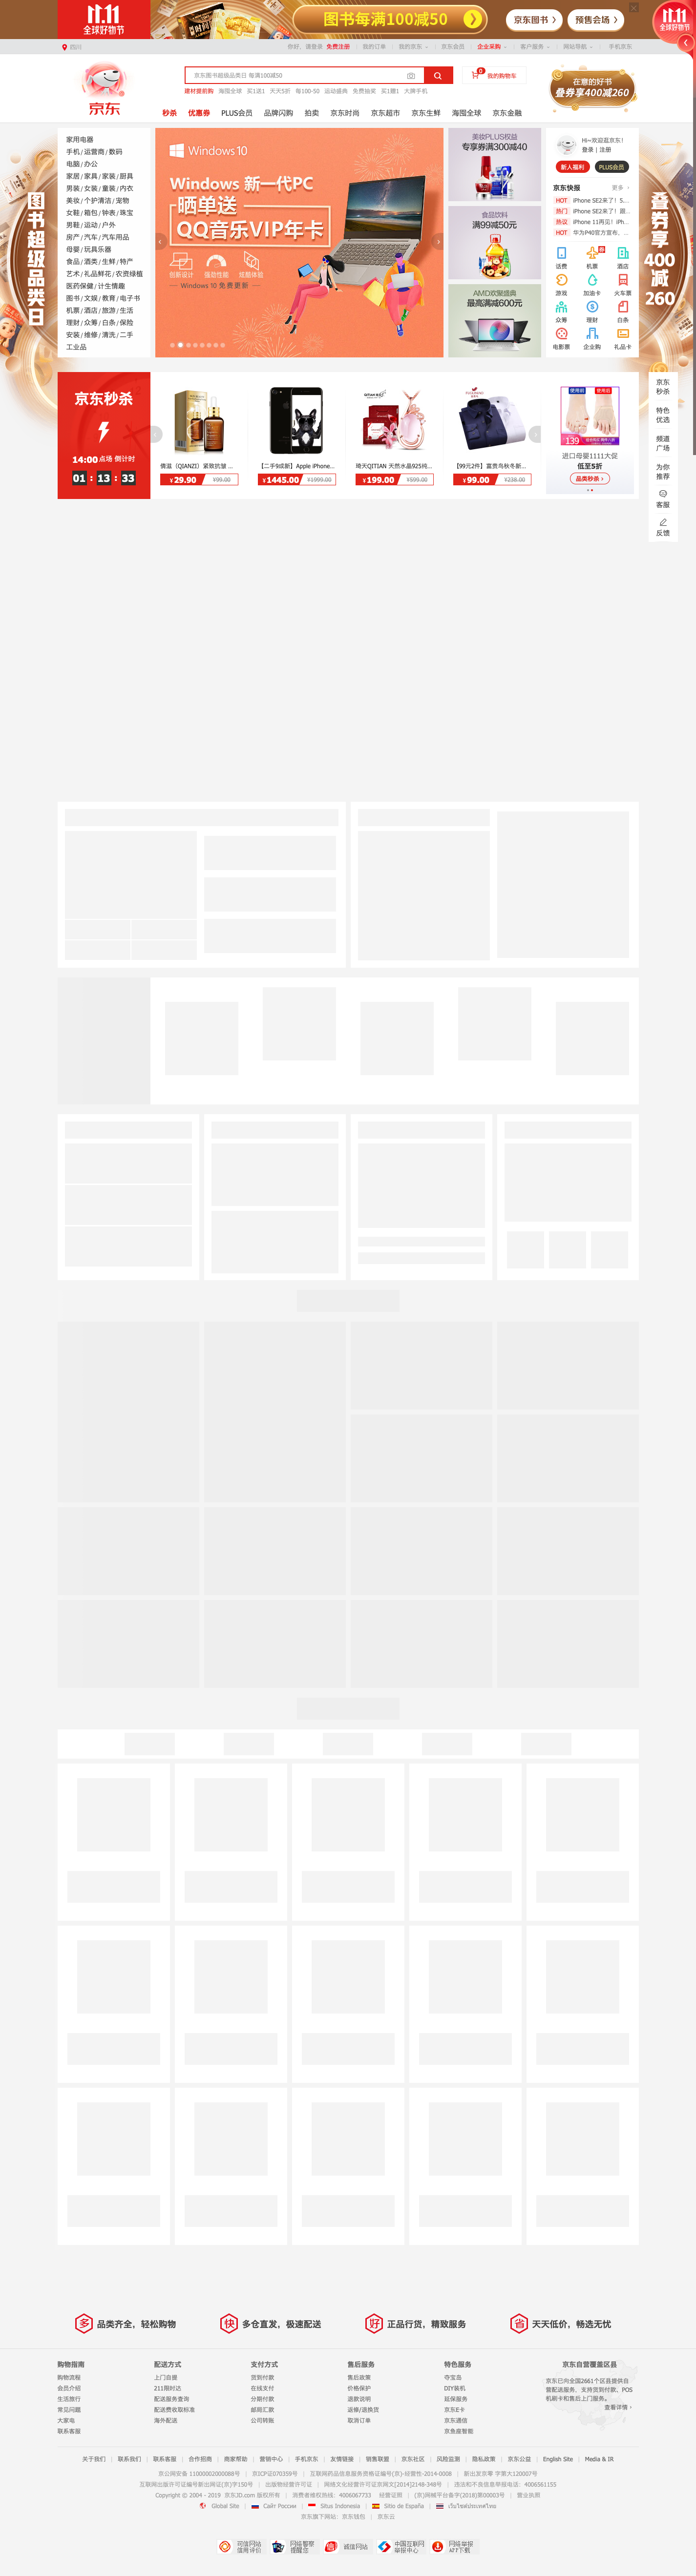 11.11
全球好物节
图书每满100减50
京东图书
预售会场
11.11
全球好物节
四川
你好，请登录 免费注册
我的订单
我的京东
京东会员
企业采购
客户服务
网站导航
手机京东
京东
京东图书超级品类日 每满100减50
0
我的购物车
建材提前购 海囤全球 买1送1 天天5折 每100-50 运动盛典 免费抽奖 买1赠1 大牌手机
秒杀 优惠券 PLUS会员 品牌闪购 拍卖 京东时尚 京东超市 京东生鲜 海囤全球 京东金融
在意的好书
叠券享400减260
图书超级品类日
叠券享400减260
家用电器
手机 / 运营商 / 数码
电脑 / 办公
家居 / 家具 / 家装 / 厨具
男装 / 女装 / 童装 / 内衣
美妆 / 个护清洁 / 宠物
女鞋 / 箱包 / 钟表 / 珠宝
男鞋 / 运动 / 户外
房产 / 汽车 / 汽车用品
母婴 / 玩具乐器
食品 / 酒类 / 生鲜 / 特产
艺术 / 礼品鲜花 / 农资绿植
医药保健 / 计生情趣
图书 / 文娱 / 教育 / 电子书
机票 / 酒店 / 旅游 / 生活
理财 / 众筹 / 白条 / 保险
安装 / 维修 / 清洗 / 二手
工业品
Windows 10
购Windows10 新一代PC
晒单送
QQ音乐VIP年卡
创新设计 强劲性能 炫酷体验
Windows 10 免费更新
美妆PLUS权益
专享券满300减40
食品饮料
满99减50元
AMD欢聚盛典
最高满减600元
Hi~欢迎逛京东！
登录 | 注册
新人福利
PLUS会员
京东快报
更多
HOT iPhone SE2来了！5....
热门 iPhone SE2来了！跟...
热议 iPhone 11再见！iPh...
HOT 华为P40官方宣布，...
话费
机票
酒店
游戏
加油卡
火车票
众筹
理财
白条
电影票
企业购
礼品卡
京东秒杀
14:00 点场 倒计时
01 : 13 : 33
倩滋（QIANZI）紧致抗皱 ...
¥ 29.90
¥99.00
【二手9成新】Apple iPhone...
¥ 1445.00
¥1999.00
琦天QITIAN 天然水晶925纯...
¥ 199.00
¥599.00
【99元2件】富贵鸟秋冬新...
¥ 99.00
¥238.00
使用前
使用后
139
进口母婴1111大促
低至5折
品类秒杀
京东
秒杀
特色
优选
频道
广场
为你
推荐
客服
反馈
多 品类齐全，轻松购物
快 多仓直发，极速配送
好 正品行货，精致服务
省 天天低价，畅选无忧
购物指南
购物流程
会员介绍
生活旅行
常见问题
大家电
联系客服
配送方式
上门自提
211限时达
配送服务查询
配送费收取标准
海外配送
支付方式
货到付款
在线支付
分期付款
邮局汇款
公司转账
售后服务
售后政策
价格保护
退款说明
返修/退换货
取消订单
特色服务
夺宝岛
DIY装机
延保服务
京东E卡
京东通信
京鱼座智能
京东自营覆盖区县
京东已向全国2661个区县提供自
营配送服务，支持货到付款、POS
机刷卡和售后上门服务。
查看详情
关于我们 | 联系我们 | 联系客服 | 合作招商 | 商家帮助 | 营销中心 | 手机京东 | 友情链接 | 销售联盟 | 京东社区 | 风险监测 | 隐私政策 | 京东公益 | English Site | Media & IR
京公网安备 11000002000088号 | 京ICP证070359号 | 互联网药品信息服务资格证编号(京)-经营性-2014-0008 | 新出发京零 字第大120007号
互联网出版许可证编号新出网证(京)字150号 | 出版物经营许可证 | 网络文化经营许可证京网文[2014]2148-348号 | 违法和不良信息举报电话：4006561155
Copyright © 2004 - 2019 京东JD.com 版权所有 | 消费者维权热线：4006067733 经营证照 | (京)网械平台备字(2018)第00003号 | 营业执照
Global Site | Сайт России | Situs Indonesia | Sitio de España | เว็บไซต์ประเทศไทย
京东旗下网站：京东钱包 | 京东云
可信网站
信用评价
网络警察
提醒您
诚信网站
中国互联网
举报中心
网络举报
APP下载